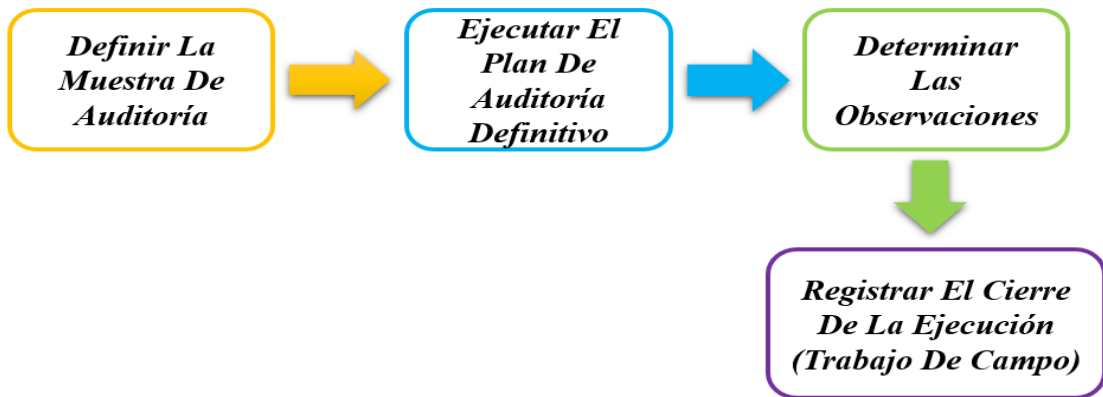 Definir La
Muestra De
Auditoría
Ejecutar El
Plan De
Auditoría
Definitivo
Determinar
Las
Observaciones
Registrar El Cierre
De La Ejecución
(Trabajo De Campo)